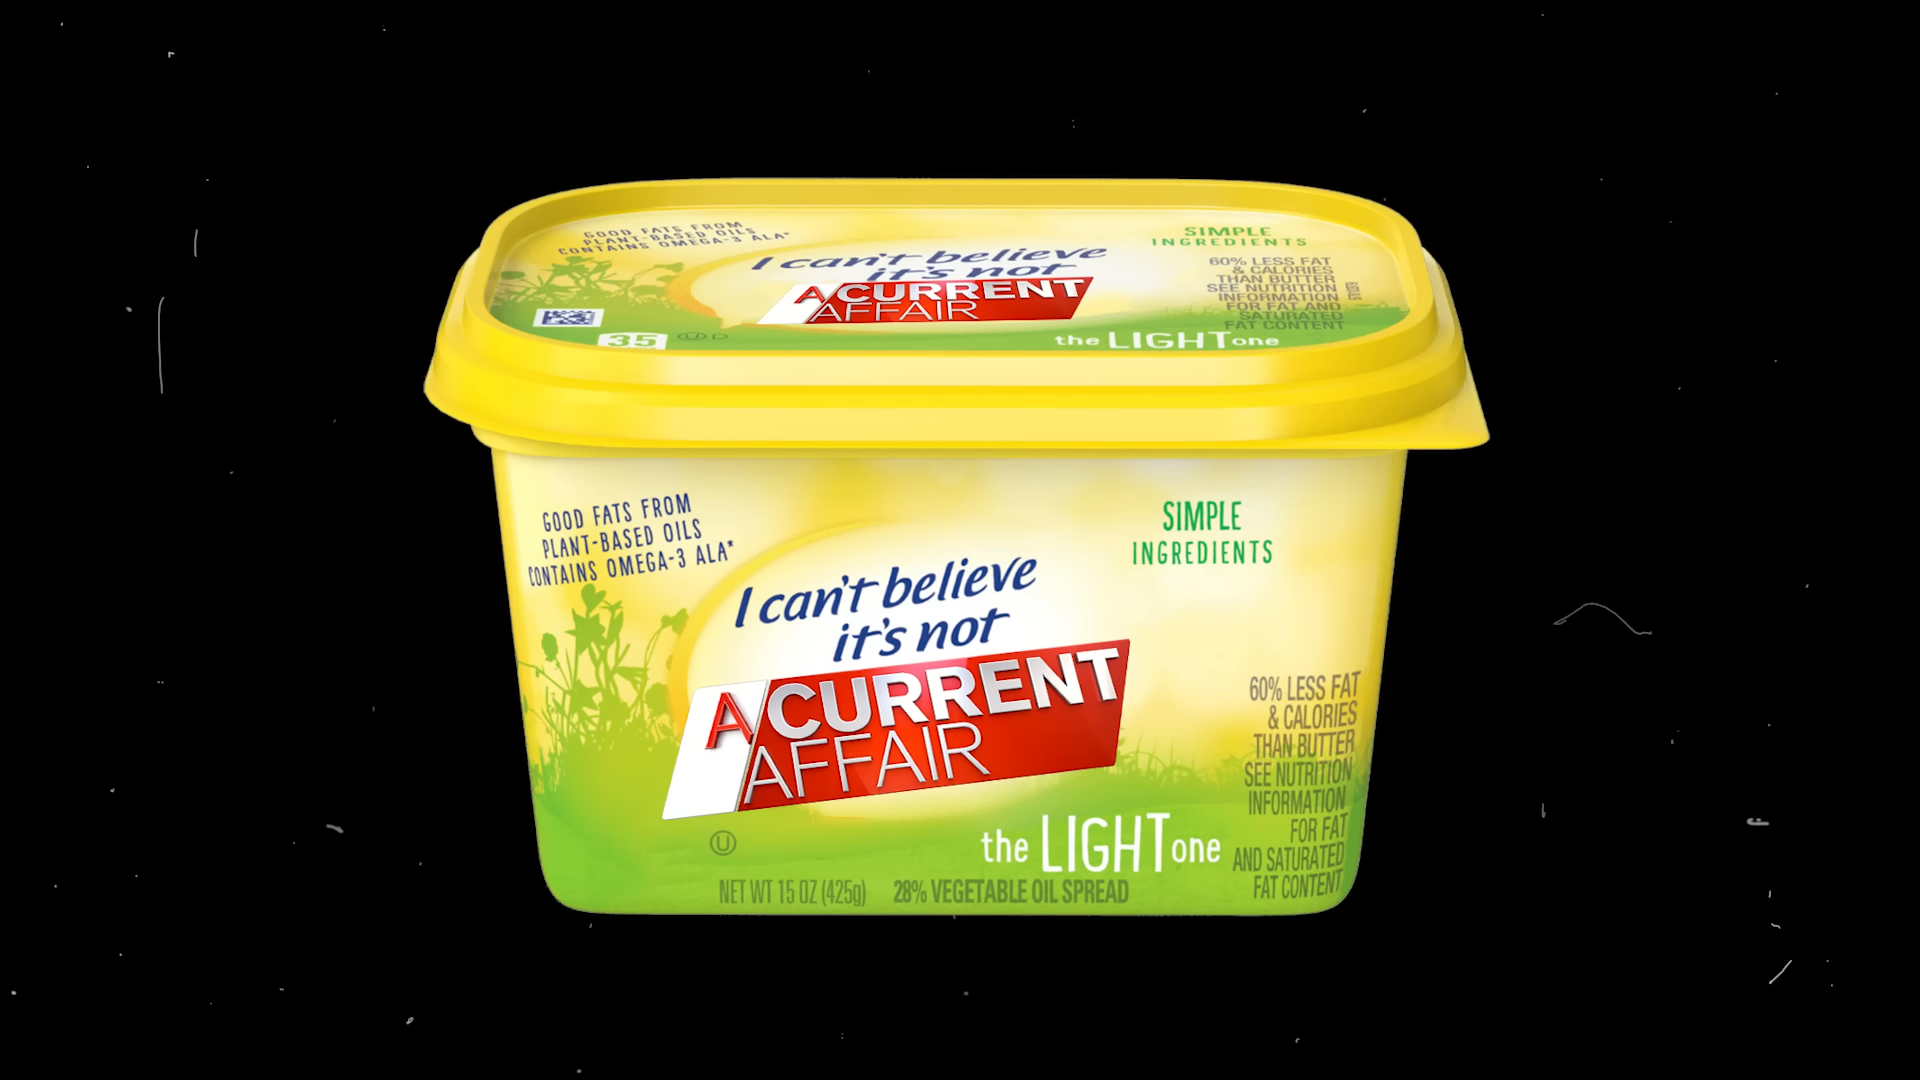 GOOD FATS FROM
PLANT-BASED OILS
CONTAINS OMEGA-3 ALA*
SIMPLE
INGREDIENTS
I can't believe
it's not
A CURRENT
AFFAIR
60% LESS FAT
& CALORIES
THAN BUTTER
SEE NUTRITION
INFORMATION
FOR FAT AND
SATURATED
FAT CONTENT
35
U D
the LIGHT one
GOOD FATS FROM
PLANT-BASED OILS
CONTAINS OMEGA-3 ALA*
SIMPLE
INGREDIENTS
I can't believe
it's not
A CURRENT
AFFAIR
60% LESS FAT
& CALORIES
THAN BUTTER
SEE NUTRITION
INFORMATION
FOR FAT
AND SATURATED
FAT CONTENT
U
the LIGHT one
NET WT 15 OZ (425g) 28% VEGETABLE OIL SPREAD